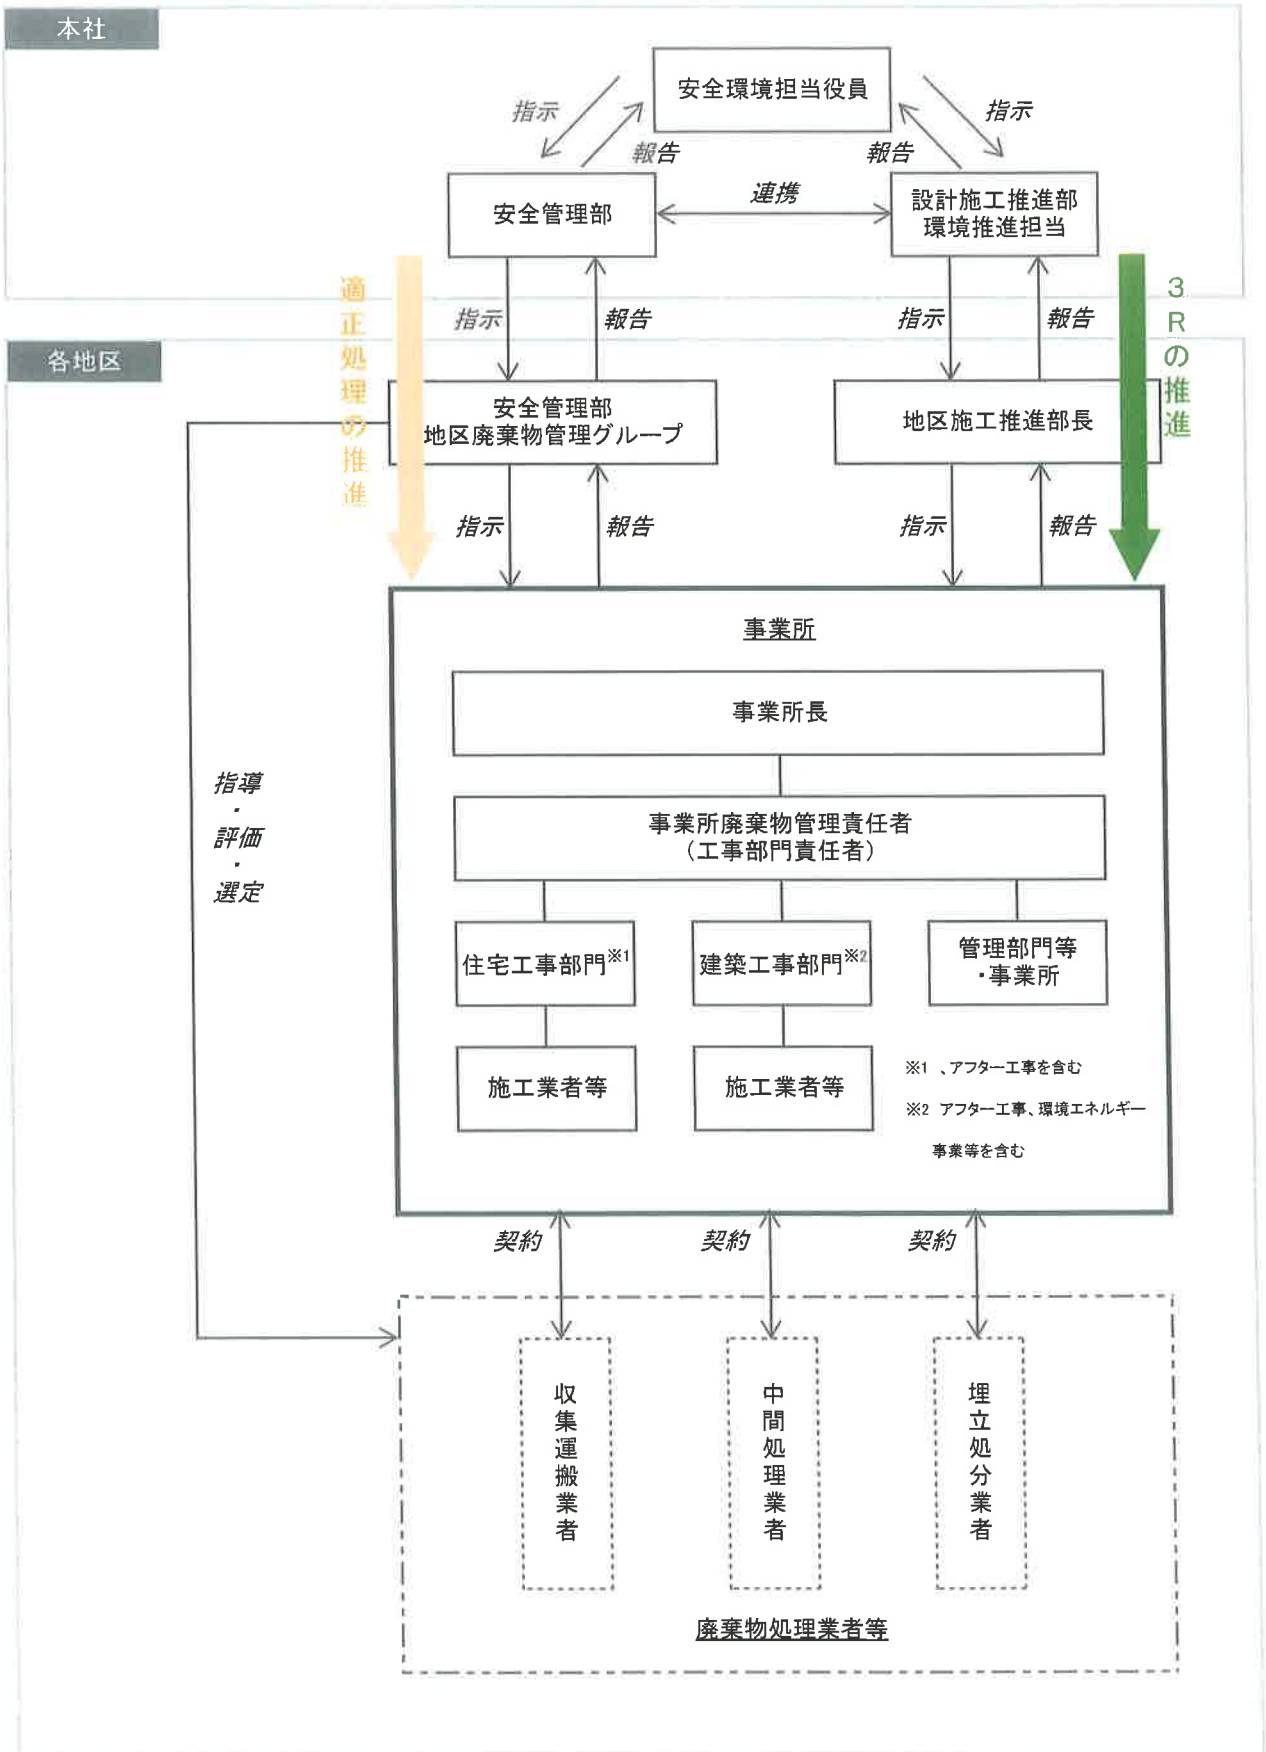 本社
安全環境担当役員
指示
指示
報告
報告
安全管理部
連携
設計施工推進部
環境推進担当
適正処理の推進
3Rの推進
指示
報告
指示
報告
各地区
安全管理部
地区廃棄物管理グループ
地区施工推進部長
指示
報告
指示
報告
事業所
事業所長
指導
・
評価
・
選定
事業所廃棄物管理責任者
(工事部門責任者)
住宅工事部門※1
建築工事部門※2
管理部門等
・事業所
施工業者等
施工業者等
※1 、アフター工事を含む
※2 アフター工事、環境エネルギー
事業等を含む
契約
契約
契約
収集運搬業者
中間処理業者
埋立処分業者
廃棄物処理業者等